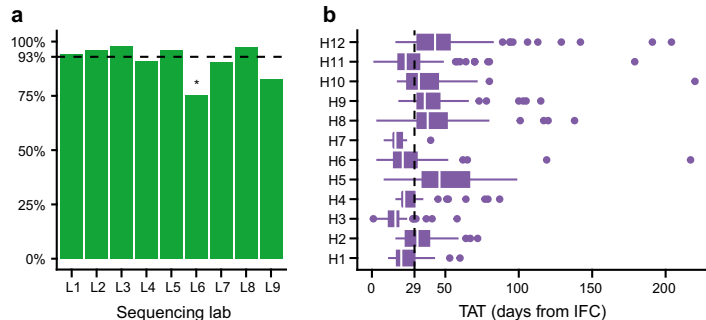 a
100%
93%
75%
50%
25%
0%
*
L1 L2 L3 L4 L5 L6 L7 L8 L9
Sequencing lab
b
H12
H11
H10
H9
H8
H7
H6
H5
H4
H3
H2
H1
0 29 50 100 150 200
TAT (days from IFC)